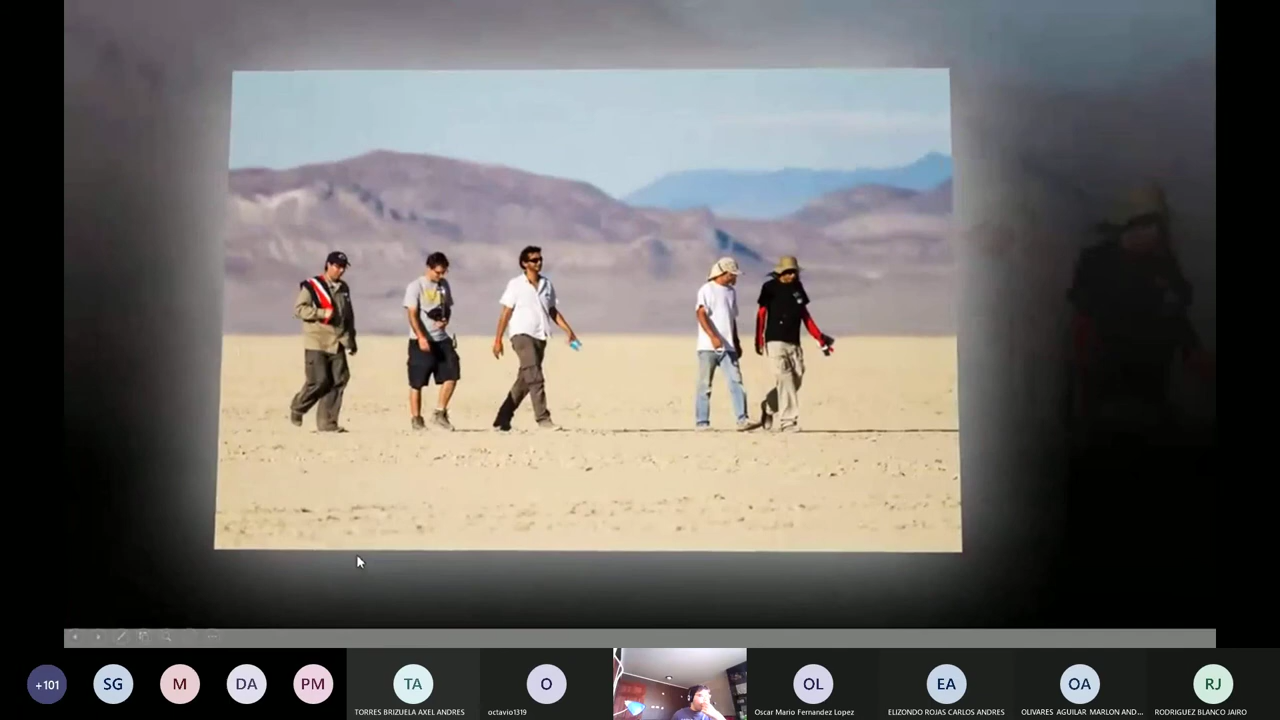 +101
SG
M
DA
PM
TA
TORRES BRIZUELA AXEL ANDRES
O
octavio1319
OL
Oscar Mario Fernandez Lopez
EA
ELIZONDO ROJAS CARLOS ANDRES
OA
OLIVARES AGUILAR MARLON AND...
RJ
RODRIGUEZ BLANCO JAIRO